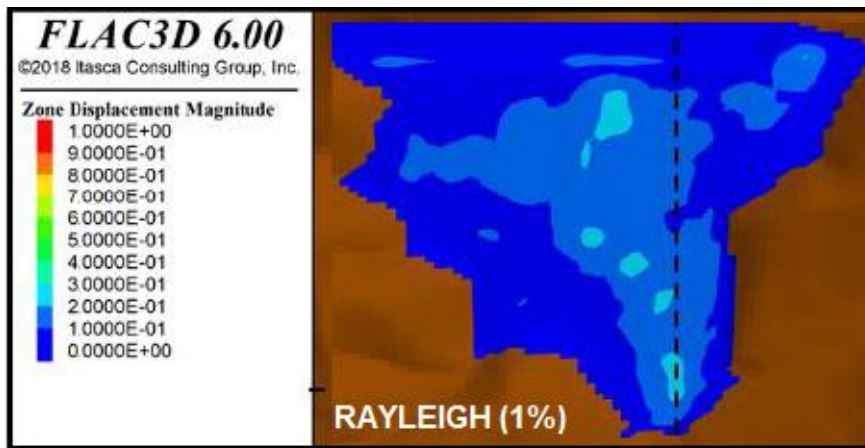 FLAC3D 6.00
©2018 Itasca Consulting Group, Inc.
Zone Displacement Magnitude
1.0000E+00
9.0000E-01
8.0000E-01
7.0000E-01
6.0000E-01
5.0000E-01
4.0000E-01
3.0000E-01
2.0000E-01
1.0000E-01
0.0000E+00
RAYLEIGH (1%)